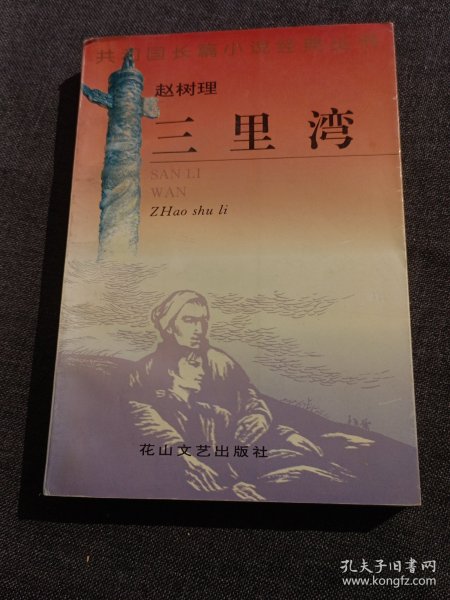 共和国长篇小说经典丛书
赵树理
三里湾
SAN LI
WAN
ZHao shu li
花山文艺出版社
孔夫子旧书网
www.kongfz.com